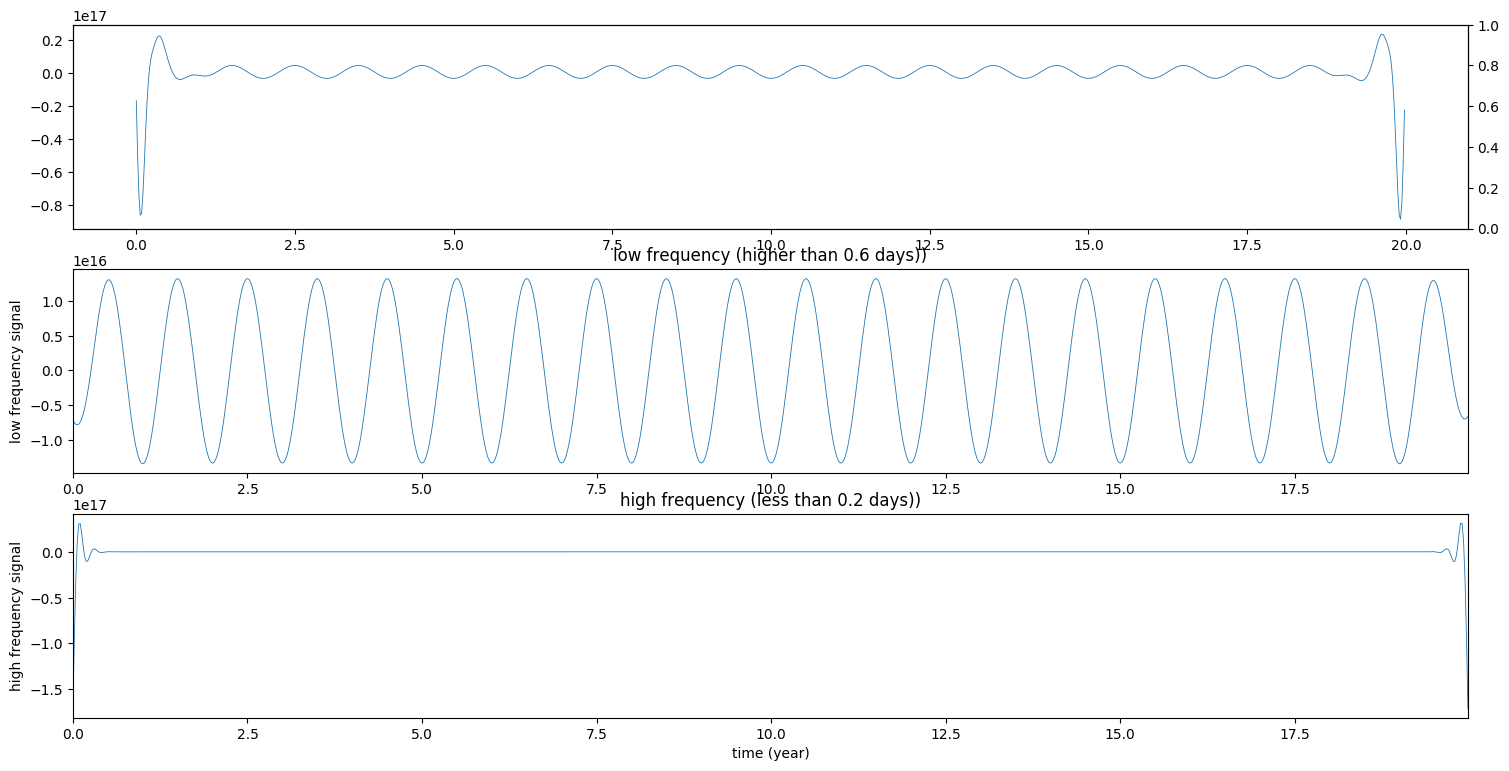 1e17
0.2
0.0
−0.2
−0.4
−0.6
−0.8
1.0
0.8
0.6
0.4
0.2
0.0
0.0 2.5 5.0 7.5 10.0 12.5 15.0 17.5 20.0
low frequency (higher than 0.6 days))
1e16
low frequency signal
1.0
0.5
0.0
−0.5
−1.0
0.0 2.5 5.0 7.5 10.0 12.5 15.0 17.5
high frequency (less than 0.2 days))
1e17
high frequency signal
0.0
−0.5
−1.0
−1.5
0.0 2.5 5.0 7.5 10.0 12.5 15.0 17.5
time (year)